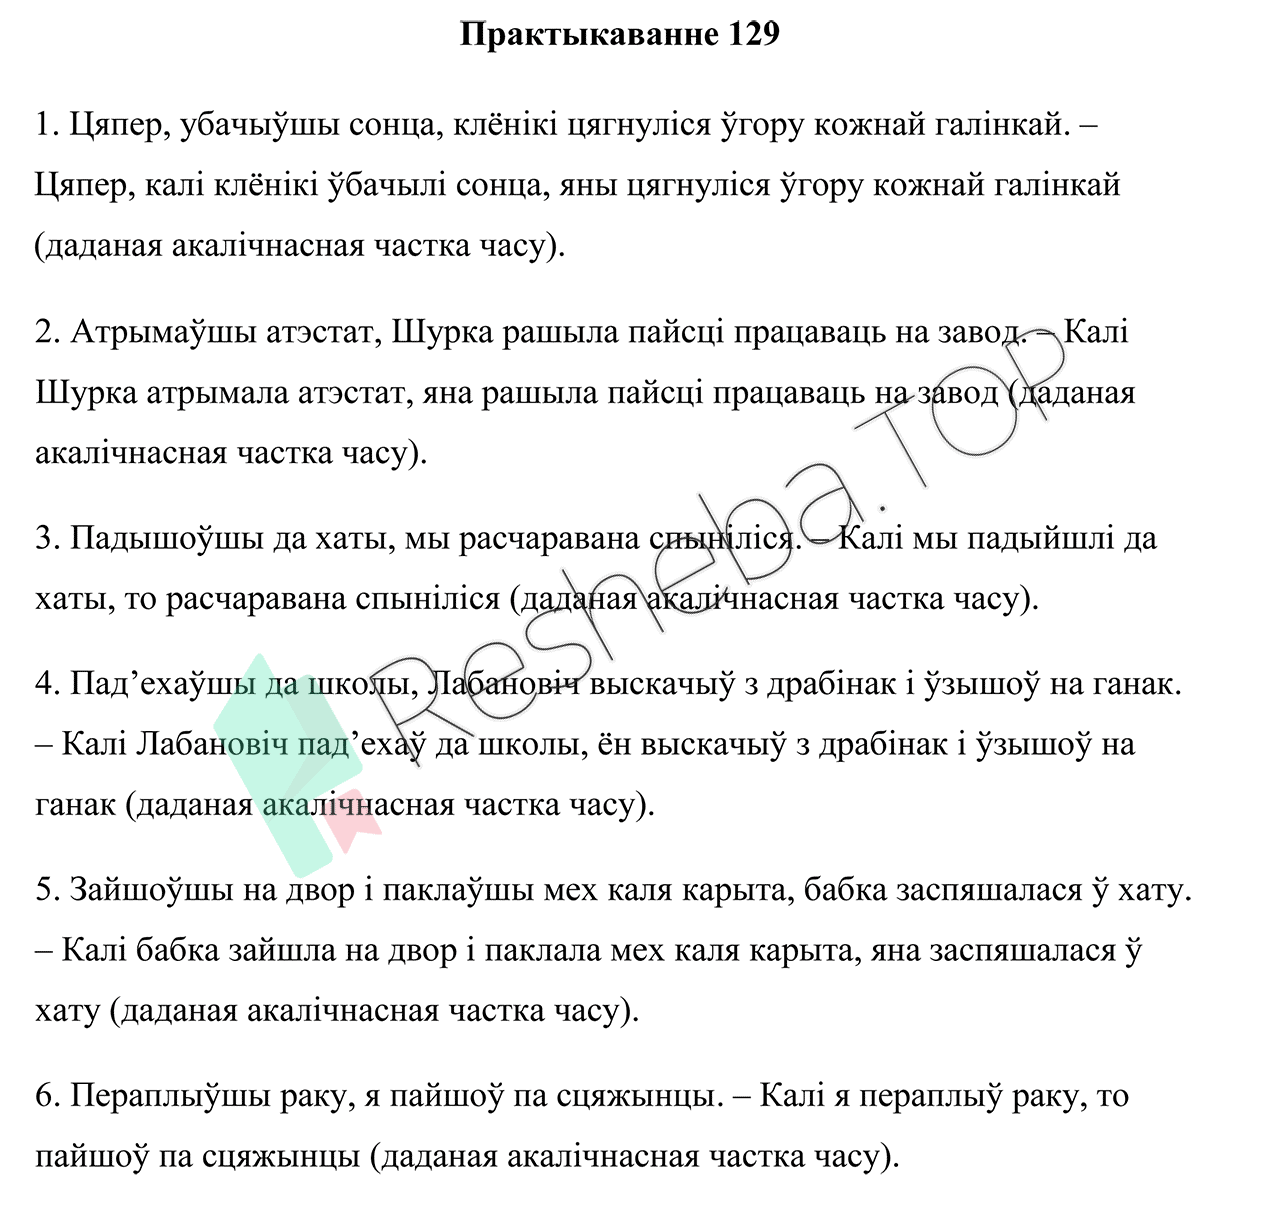 Практыкаванне 129
1. Цяпер, убачыўшы сонца, клёнікі цягнуліся ўгору кожнай галінкай. –
Цяпер, калі клёнікі ўбачылі сонца, яны цягнуліся ўгору кожнай галінкай
(даданая акалічнасная частка часу).
2. Атрымаўшы атэстат, Шурка рашыла пайсці працаваць на завод. – Калі
Шурка атрымала атэстат, яна рашыла пайсці працаваць на завод (даданая
акалічнасная частка часу).
3. Падышоўшы да хаты, мы расчаравана спыніліся. – Калі мы падыйшлі да
хаты, то расчаравана спыніліся (даданая акалічнасная частка часу).
4. Пад’ехаўшы да школы, Лабановіч выскачыў з драбінак і ўзышоў на ганак.
– Калі Лабановіч пад’ехаў да школы, ён выскачыў з драбінак і ўзышоў на
ганак (даданая акалічнасная частка часу).
5. Зайшоўшы на двор і паклаўшы мех каля карыта, бабка заспяшалася ў хату.
– Калі бабка зайшла на двор і паклала мех каля карыта, яна заспяшалася ў
хату (даданая акалічнасная частка часу).
6. Пераплыўшы раку, я пайшоў па сцяжынцы. – Калі я пераплыў раку, то
пайшоў па сцяжынцы (даданая акалічнасная частка часу).
Resheba.TOP